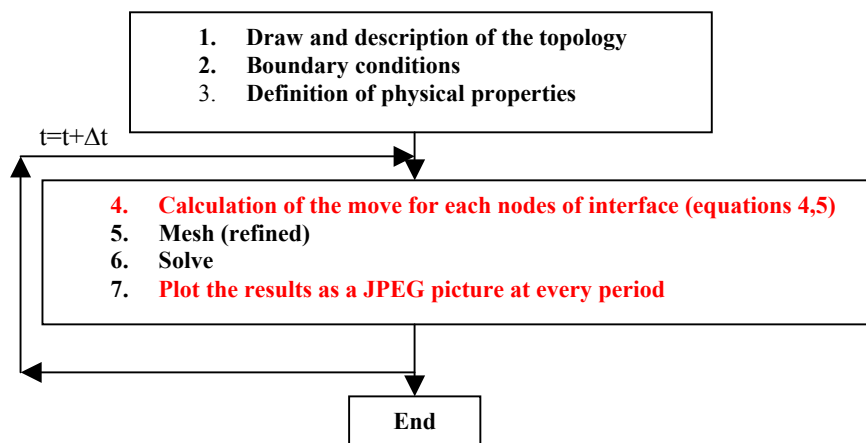 1. Draw and description of the topology
2. Boundary conditions
3. Definition of physical properties
t=t+Δt
4. Calculation of the move for each nodes of interface (equations 4,5)
5. Mesh (refined)
6. Solve
7. Plot the results as a JPEG picture at every period
End